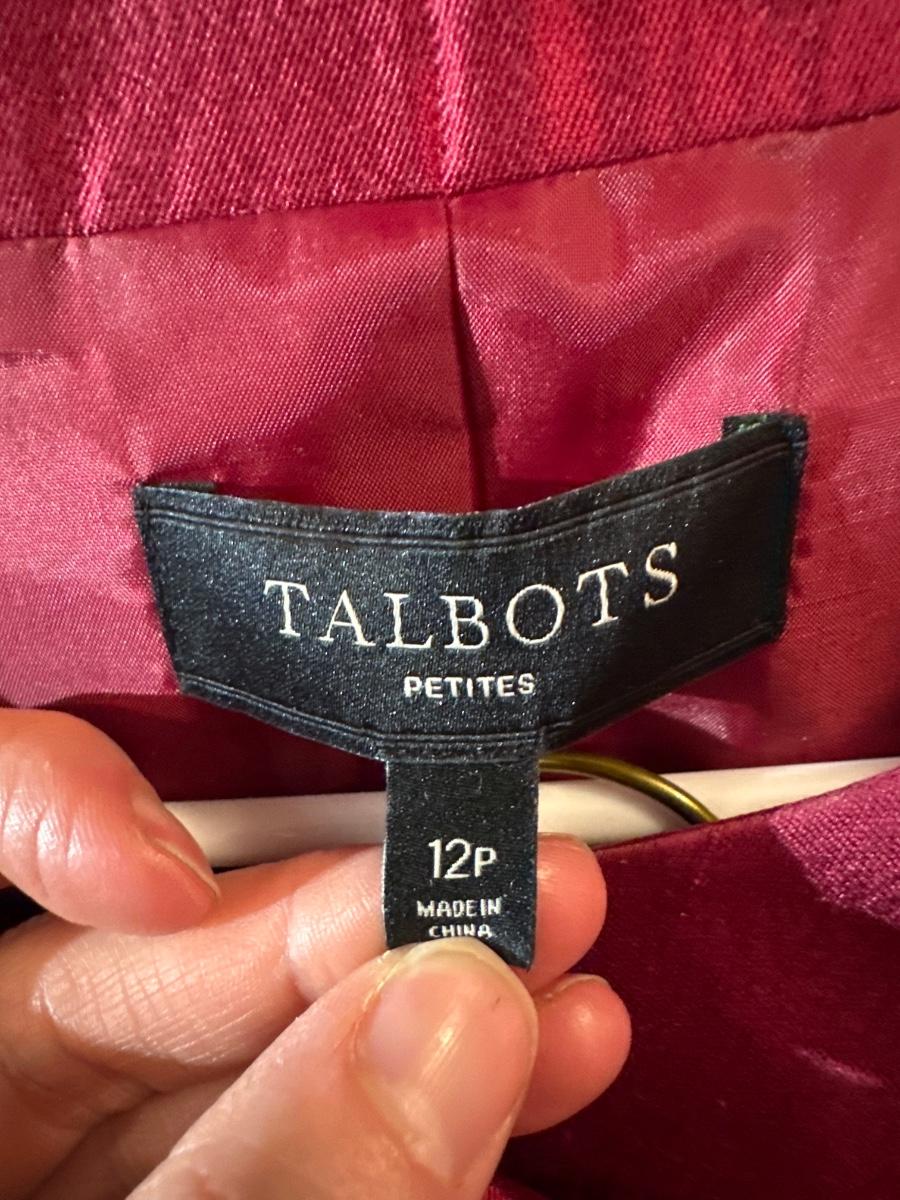 TALBOTS
PETITES
12P
MADE IN
CHINA